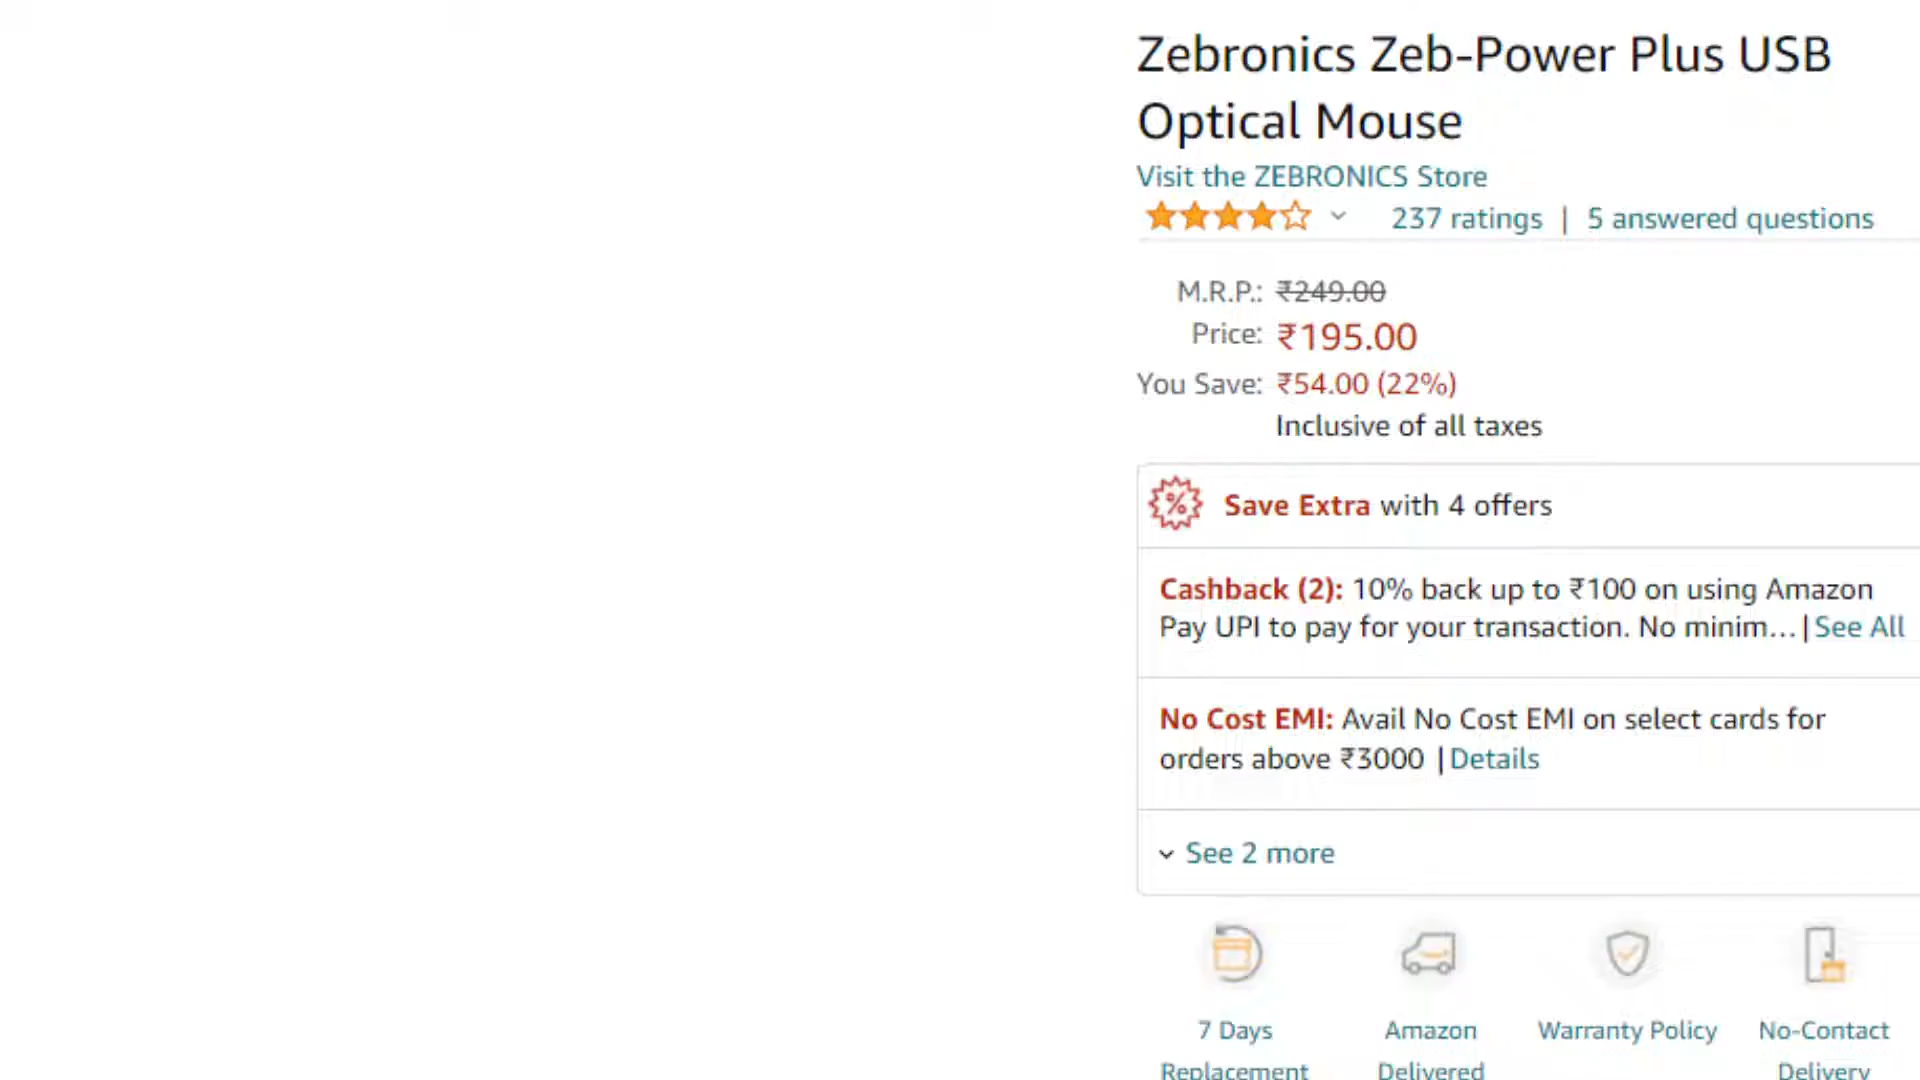 Zebronics Zeb-Power Plus USB
Optical Mouse
Visit the ZEBRONICS Store
237 ratings | 5 answered questions
M.R.P.: ₹249.00
Price: ₹195.00
You Save: ₹54.00 (22%)
Inclusive of all taxes
% Save Extra with 4 offers
Cashback (2): 10% back up to ₹100 on using Amazon
Pay UPI to pay for your transaction. No minim... | See All
No Cost EMI: Avail No Cost EMI on select cards for
orders above ₹3000 | Details
See 2 more
7 Days
Replacement
Amazon
Delivered
Warranty Policy
No-Contact
Delivery